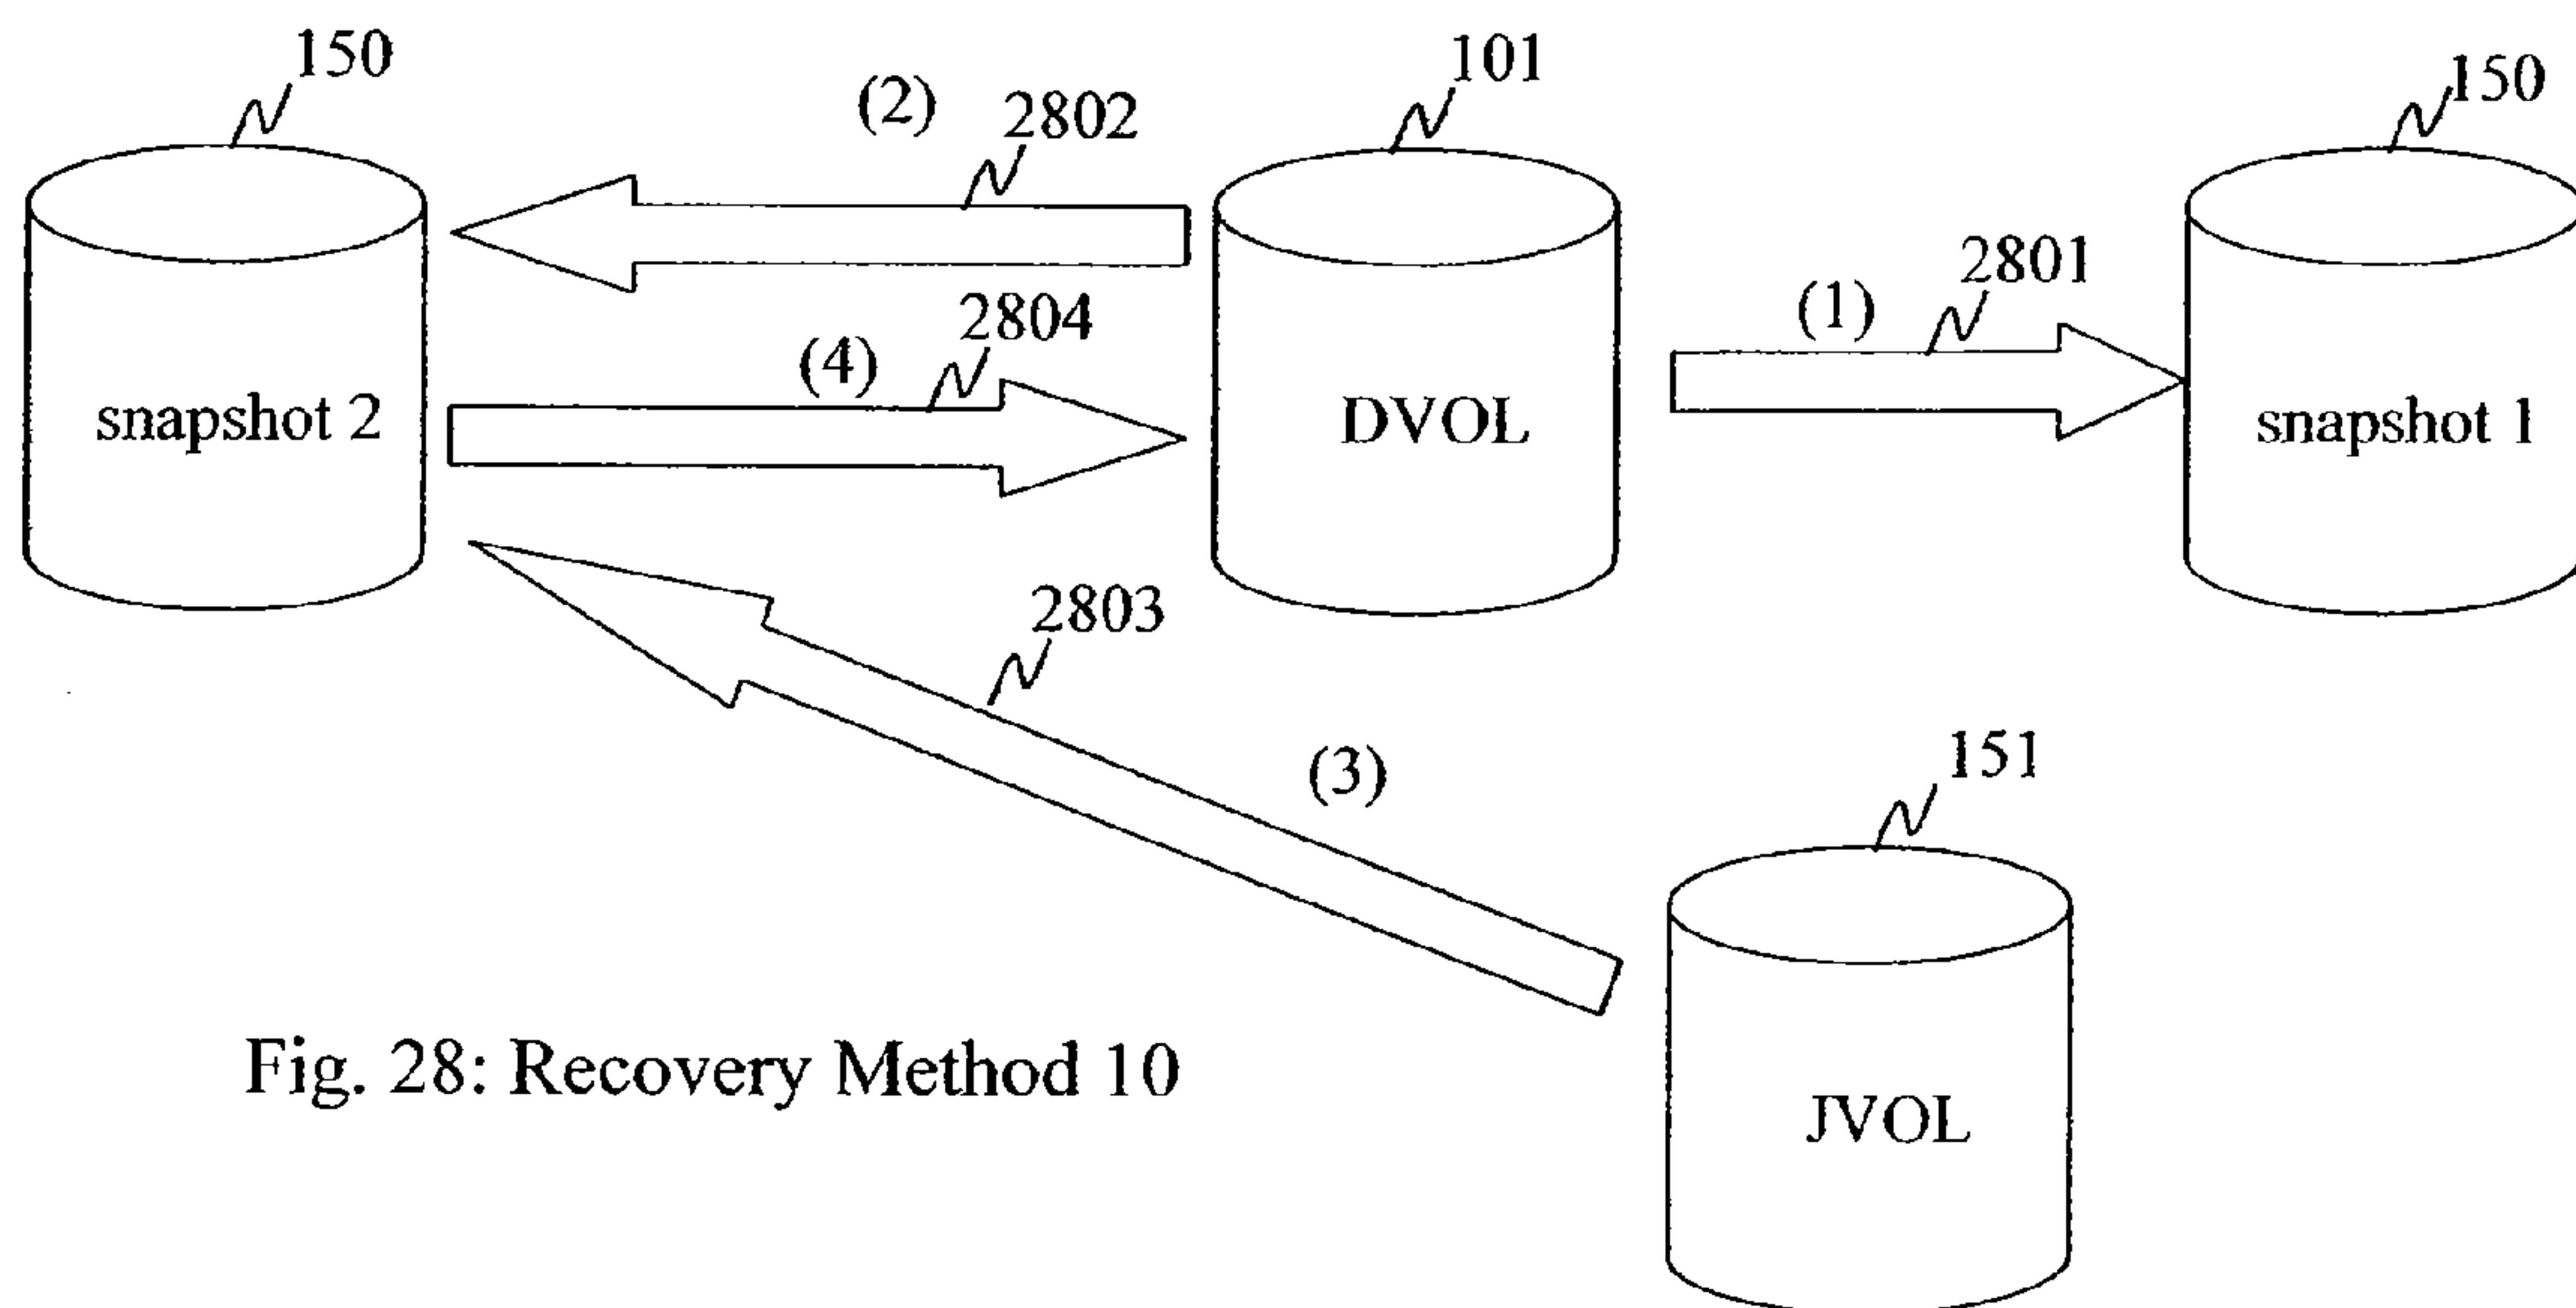 150
101
150
(2)
2802
2801
(1)
2804
(4)
snapshot 2
DVOL
snapshot 1
2803
151
(3)
Fig. 28: Recovery Method 10
JVOL